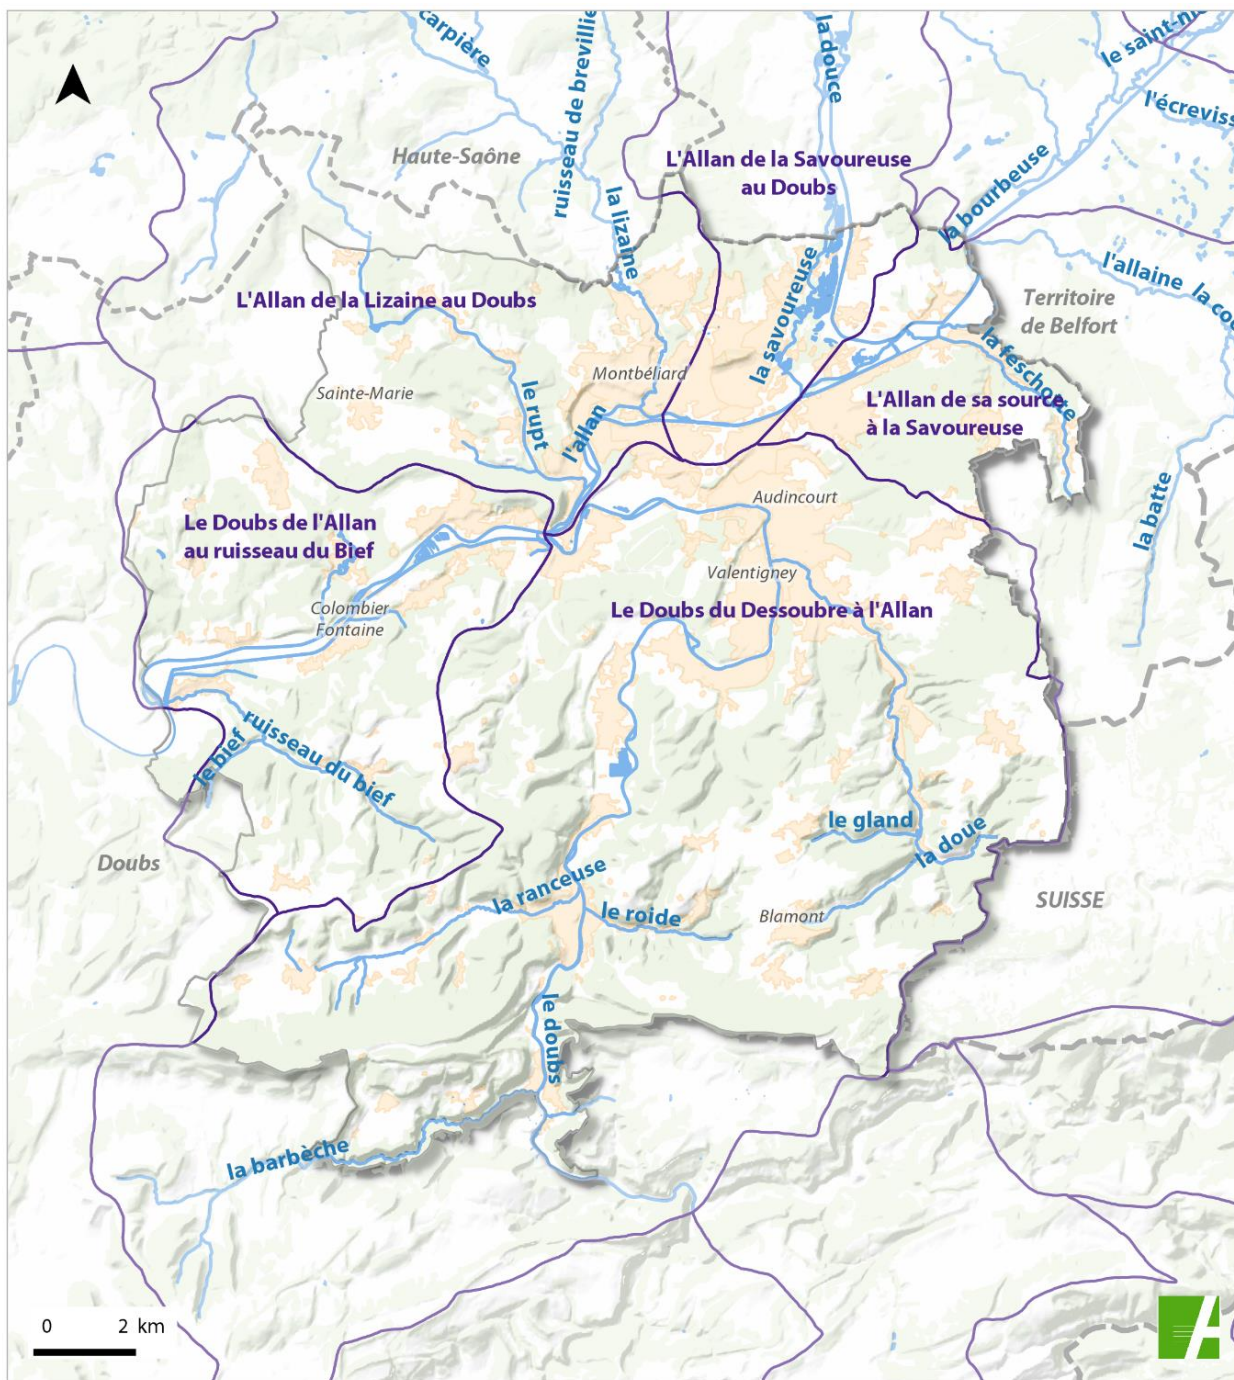 carpière
ruisseau de brevillie
la douce
le saint-ni
l'écreviss
Haute-Saône
L'Allan de la Savoureuse
au Doubs
la bourbeuse
la lizaine
la savoureuse
l'allaine
la cou
L'Allan de la Lizaine au Doubs
Territoire
de Belfort
la feschotte
Sainte-Marie
Montbéliard
le rupt
l'allan
L'Allan de sa source
à la Savoureuse
Audincourt
la batte
Le Doubs de l'Allan
au ruisseau du Bief
Valentigney
Colombier
Fontaine
Le Doubs du Dessoubre à l'Allan
le bief
ruisseau du bief
le gland
la doue
Doubs
la ranceuse
le roide
Blamont
SUISSE
le doubs
la barbèche
0 2 km
A